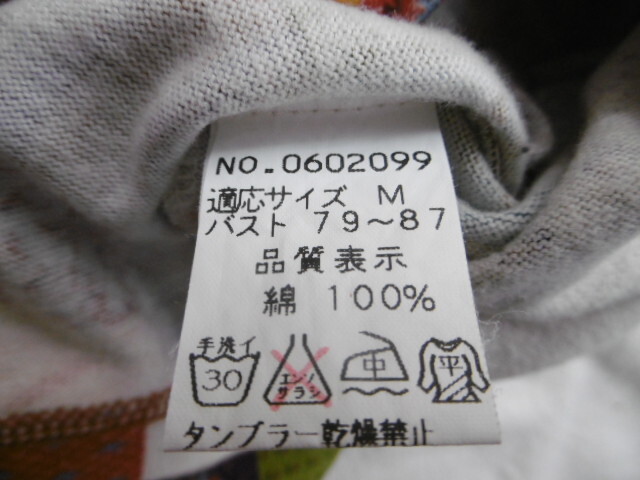 NO.0602099
適応サイズ M
バスト 79～87
品質表示
綿 100%
手洗イ
30
エンソ
サラシ
中
平
タンブラー乾燥禁止